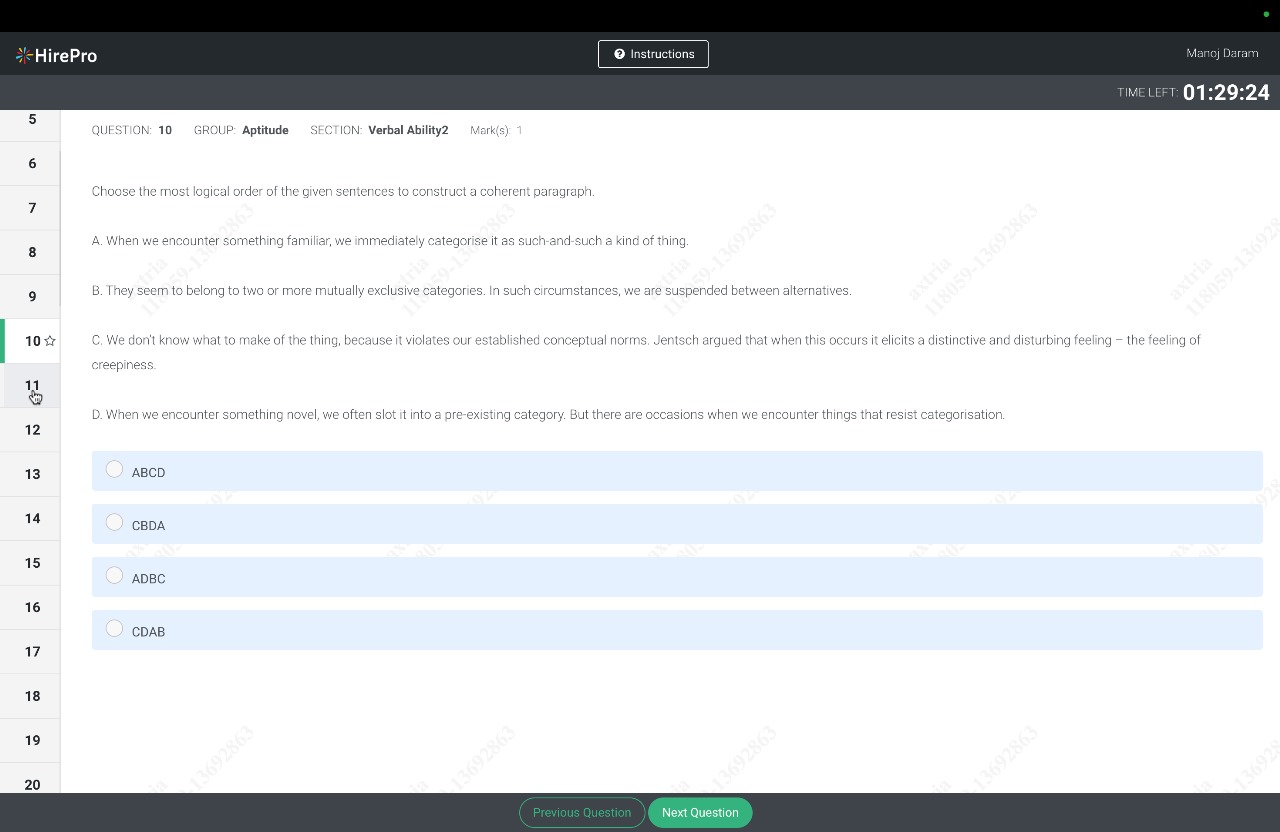 HirePro
Instructions
Manoj Daram
TIME LEFT: 01:29:24
QUESTION: 10 GROUP: Aptitude SECTION: Verbal Ability2 Mark(s): 1
Choose the most logical order of the given sentences to construct a coherent paragraph.
A. When we encounter something familiar, we immediately categorise it as such-and-such a kind of thing.
B. They seem to belong to two or more mutually exclusive categories. In such circumstances, we are suspended between alternatives.
C. We don't know what to make of the thing, because it violates our established conceptual norms. Jentsch argued that when this occurs it elicits a distinctive and disturbing feeling – the feeling of
creepiness.
D. When we encounter something novel, we often slot it into a pre-existing category. But there are occasions when we encounter things that resist categorisation.
ABCD
CBDA
ADBC
CDAB
5
6
7
8
9
10
11
12
13
14
15
16
17
18
19
20
Previous Question
Next Question
axtria
118059-13692863